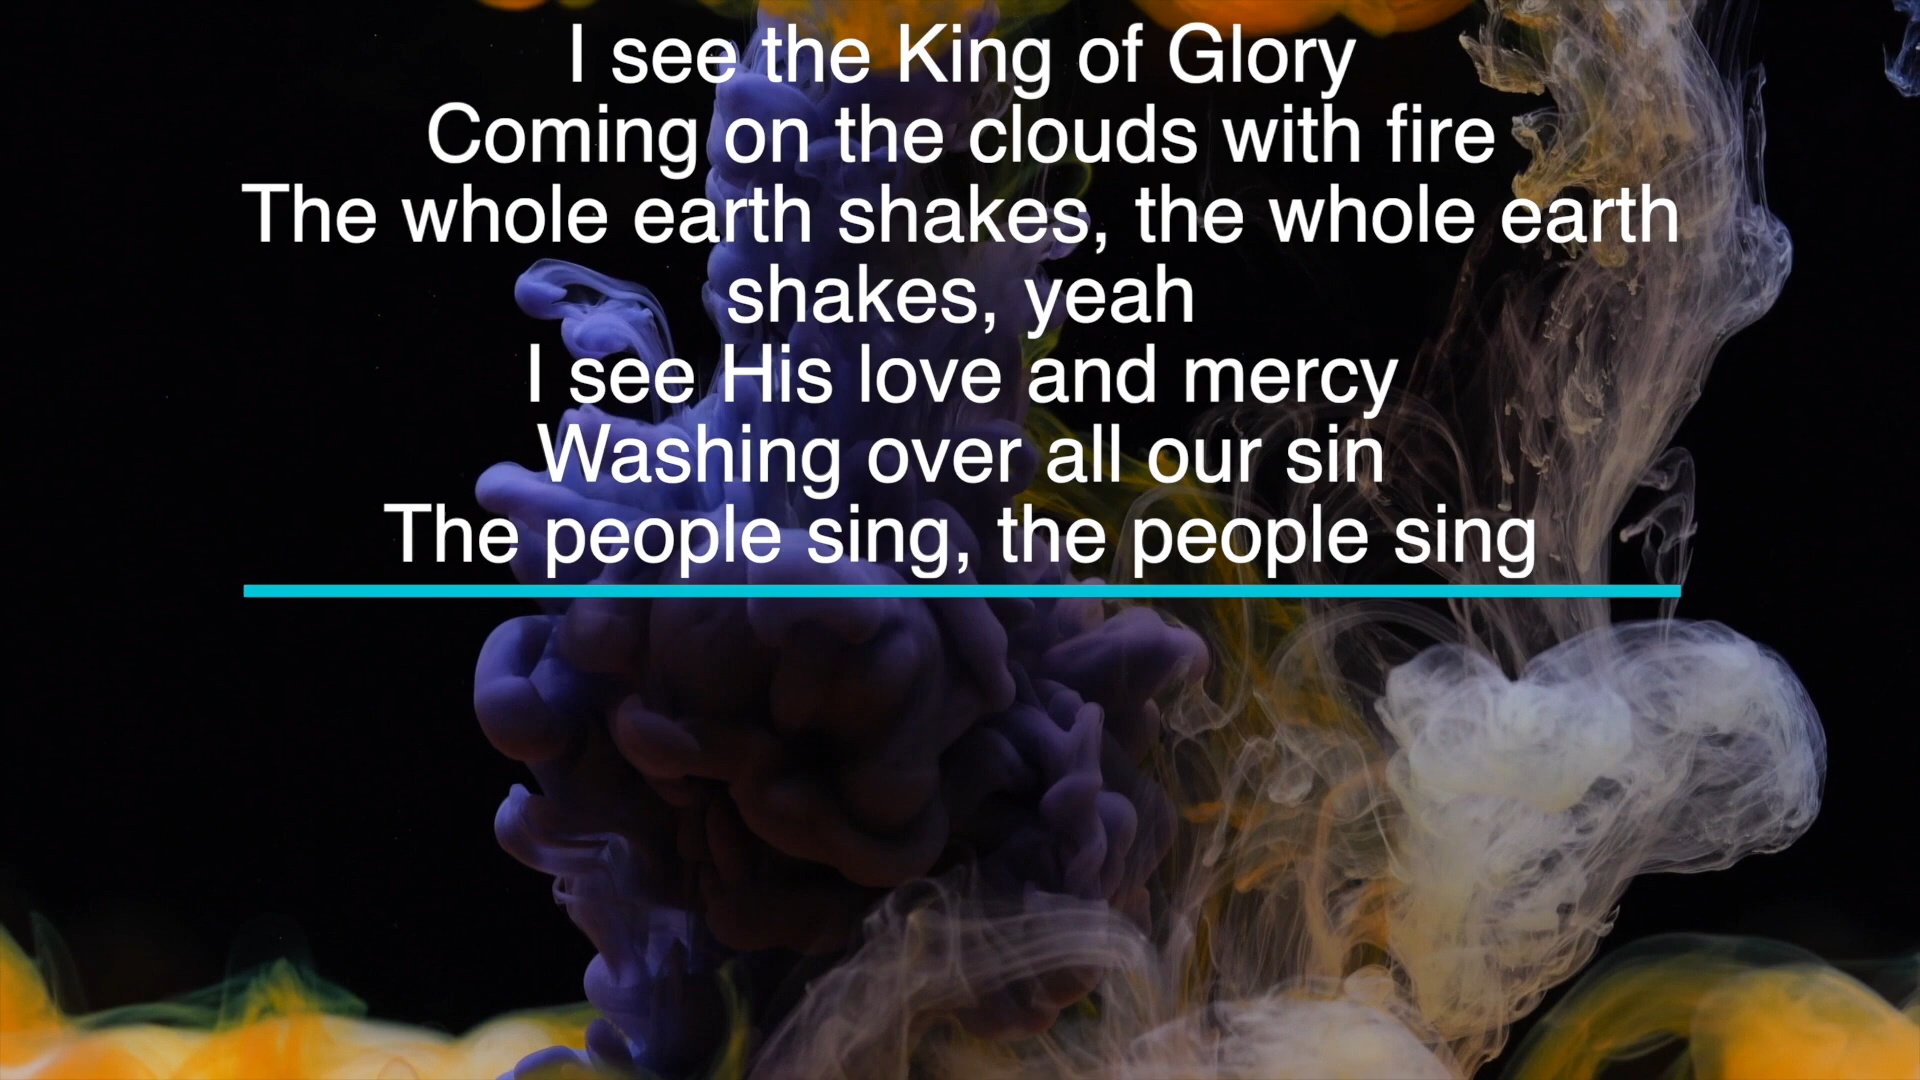 I see the King of Glory
Coming on the clouds with fire
The whole earth shakes, the whole earth
shakes, yeah
I see His love and mercy
Washing over all our sin
The people sing, the people sing